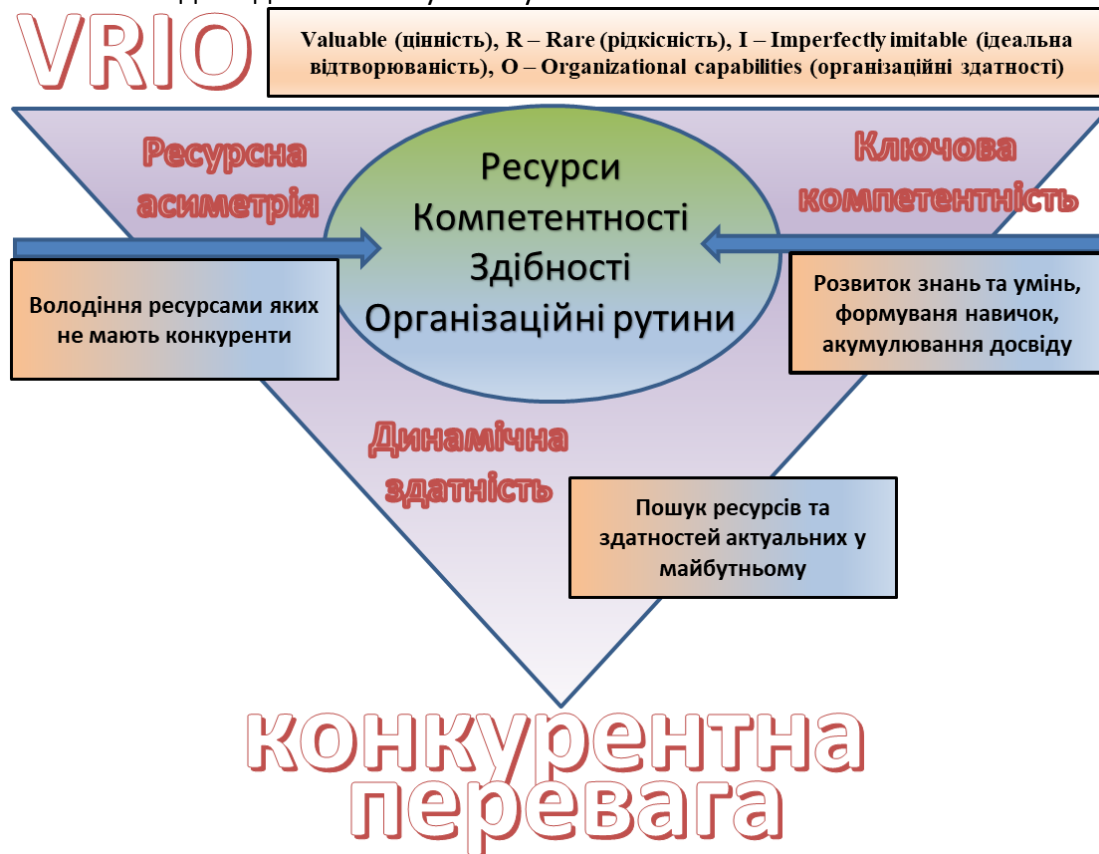 VRIO
Valuable (цінність), R – Rare (рідкісність), I – Imperfectly imitable (ідеальна
відтворюваність), O – Organizational capabilities (організаційні здатності)
Ресурсна
асиметрія
Ресурси
Компетентності
Здібності
Організаційні рутини
Ключова
компетентність
Володіння ресурсами яких
не мають конкуренти
Розвиток знань та умінь,
формуваня навичок,
акумулювання досвіду
Динамічна
здатність
Пошук ресурсів та
здатностей актуальних у
майбутньому
конкурентна
перевага